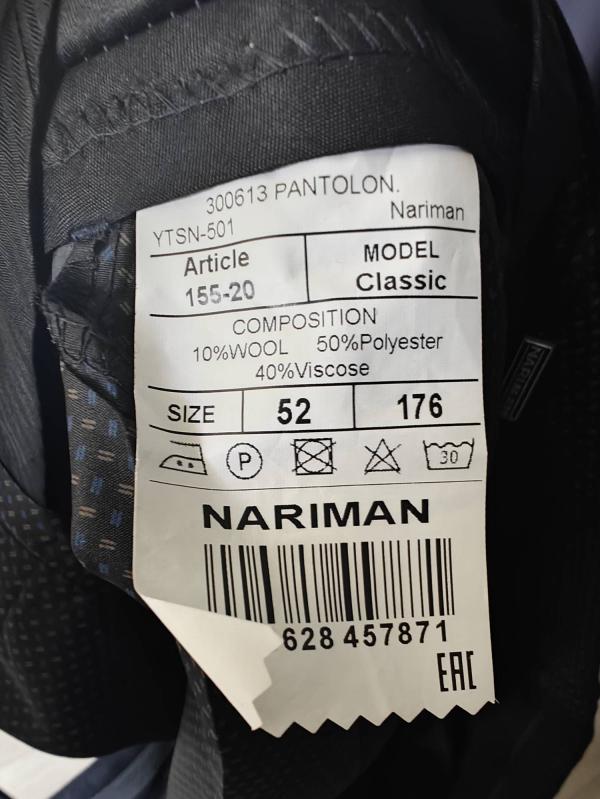 300613 PANTOLON.
YTSN-501 Nariman
Article
155-20
MODEL
Classic
COMPOSITION
10%WOOL 50%Polyester
40%Viscose
SIZE 52 176
P
30
NARIMAN
628 457871
EAC